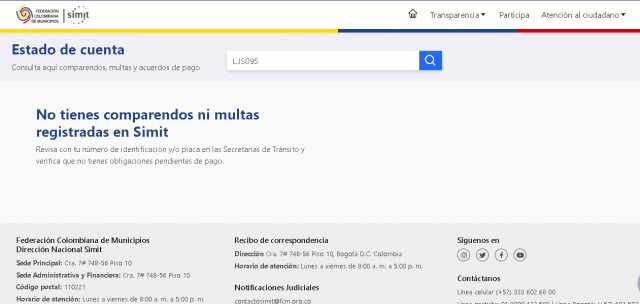 FEDERACIÓN
COLOMBIANA
DE MUNICIPIOS
simit
Transparencia
Participa
Atención al ciudadano
Estado de cuenta
Consulta aquí comparendos, multas y acuerdos de pago
LJS095
No tienes comparendos ni multas
registradas en Simit
Revisa con tu número de identificación y/o placa en las Secretarías de Tránsito y
verifica que no tienes obligaciones pendientes de pago.
Federación Colombiana de Municipios
Dirección Nacional Simit
Sede Principal: Cra. 7# 74B-56 Piso 10
Sede Administrativa y Financiera: Cra. 7# 74B-56 Piso 10
Código postal: 110221
Horario de atención: Lunes a viernes de 8:00 a. m. a 5:00 p. m.
Recibo de correspondencia
Dirección Cra. 7# 74B-56 Piso 10, Bogotá D.C. Colombia
Horario de atención: Lunes a viernes de 8:00 a. m. a 5:00 p. m.
Notificaciones Judiciales
contactosimit@fcm.org.co
Síguenos en
Contáctanos
Línea celular (+57) 333 602 68 00